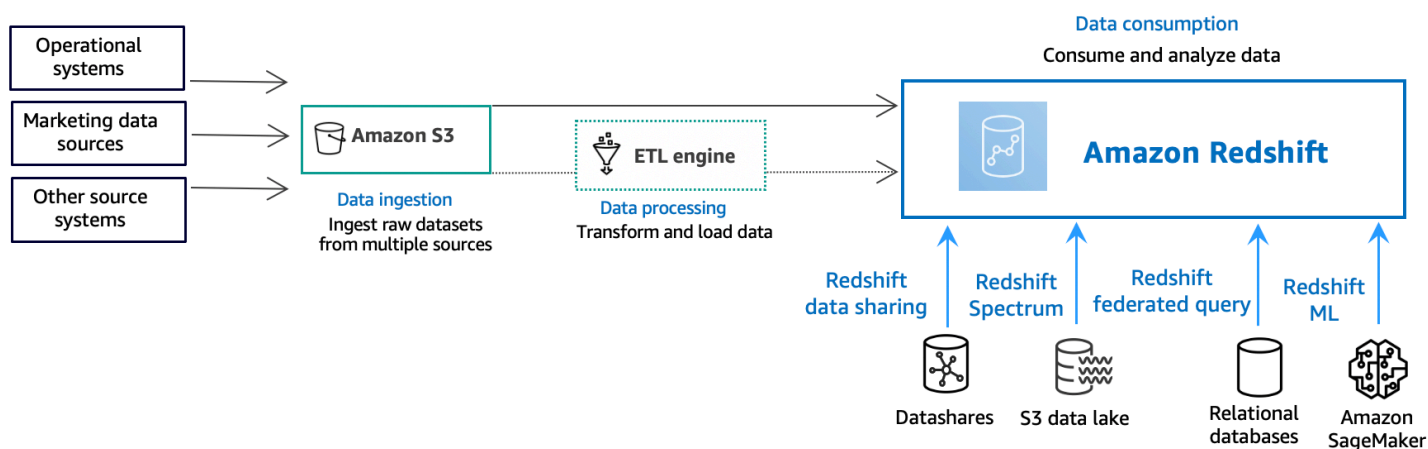 Operational
systems
Marketing data
sources
Other source
systems
Amazon S3
Data ingestion
Ingest raw datasets
from multiple sources
ETL engine
Data processing
Transform and load data
Data consumption
Consume and analyze data
Amazon Redshift
Redshift
data sharing
Redshift
Spectrum
Redshift
federated query
Redshift
ML
Datashares
S3 data lake
Relational
databases
Amazon
SageMaker